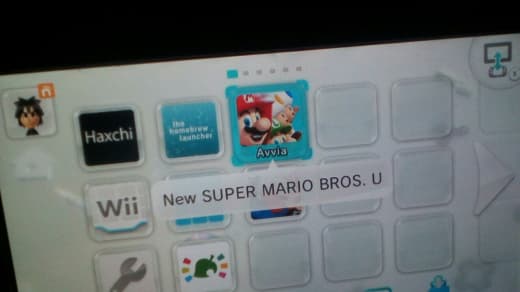 n
Haxchi
the
homebrew
launcher
Avvia
New SUPER MARIO BROS. U
Wii